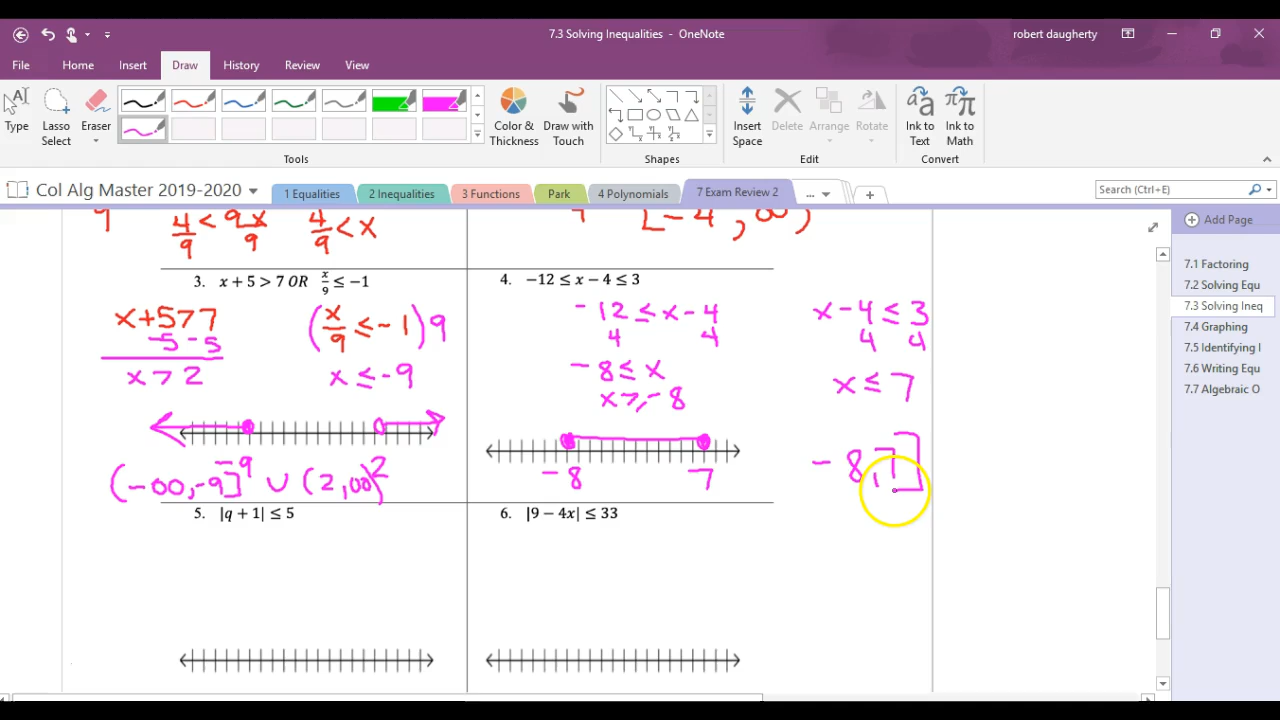 7.3 Solving Inequalities - OneNote
robert daugherty
File Home Insert Draw History Review View
Type
Lasso Select
Eraser
Color & Thickness
Draw with Touch
Insert Space
Delete
Arrange
Rotate
Ink to Text
Ink to Math
Tools
Shapes
Edit
Convert
Col Alg Master 2019-2020
1 Equalities
2 Inequalities
3 Functions
Park
4 Polynomials
7 Exam Review 2
...
Search (Ctrl+E)
Add Page
7.1 Factoring
7.2 Solving Equ
7.3 Solving Ineq
7.4 Graphing
7.5 Identifying I
7.6 Writing Equ
7.7 Algebraic O
9
4/9 < 9x/9
4/9 < x
[-4, ∞)
3. x + 5 > 7 OR x/9 ≤ −1
x+5>7
-5 -5
x > 2
(x/9 ≤ -1) 9
x ≤ -9
-9
2
(-∞, -9] ∪ (2, ∞)
4. −12 ≤ x − 4 ≤ 3
-12 ≤ x - 4
4 4
-8 ≤ x
x ≥ -8
x - 4 ≤ 3
4 4
x ≤ 7
-8 7
-8, 7]
5. |q + 1| ≤ 5
6. |9 − 4x| ≤ 33